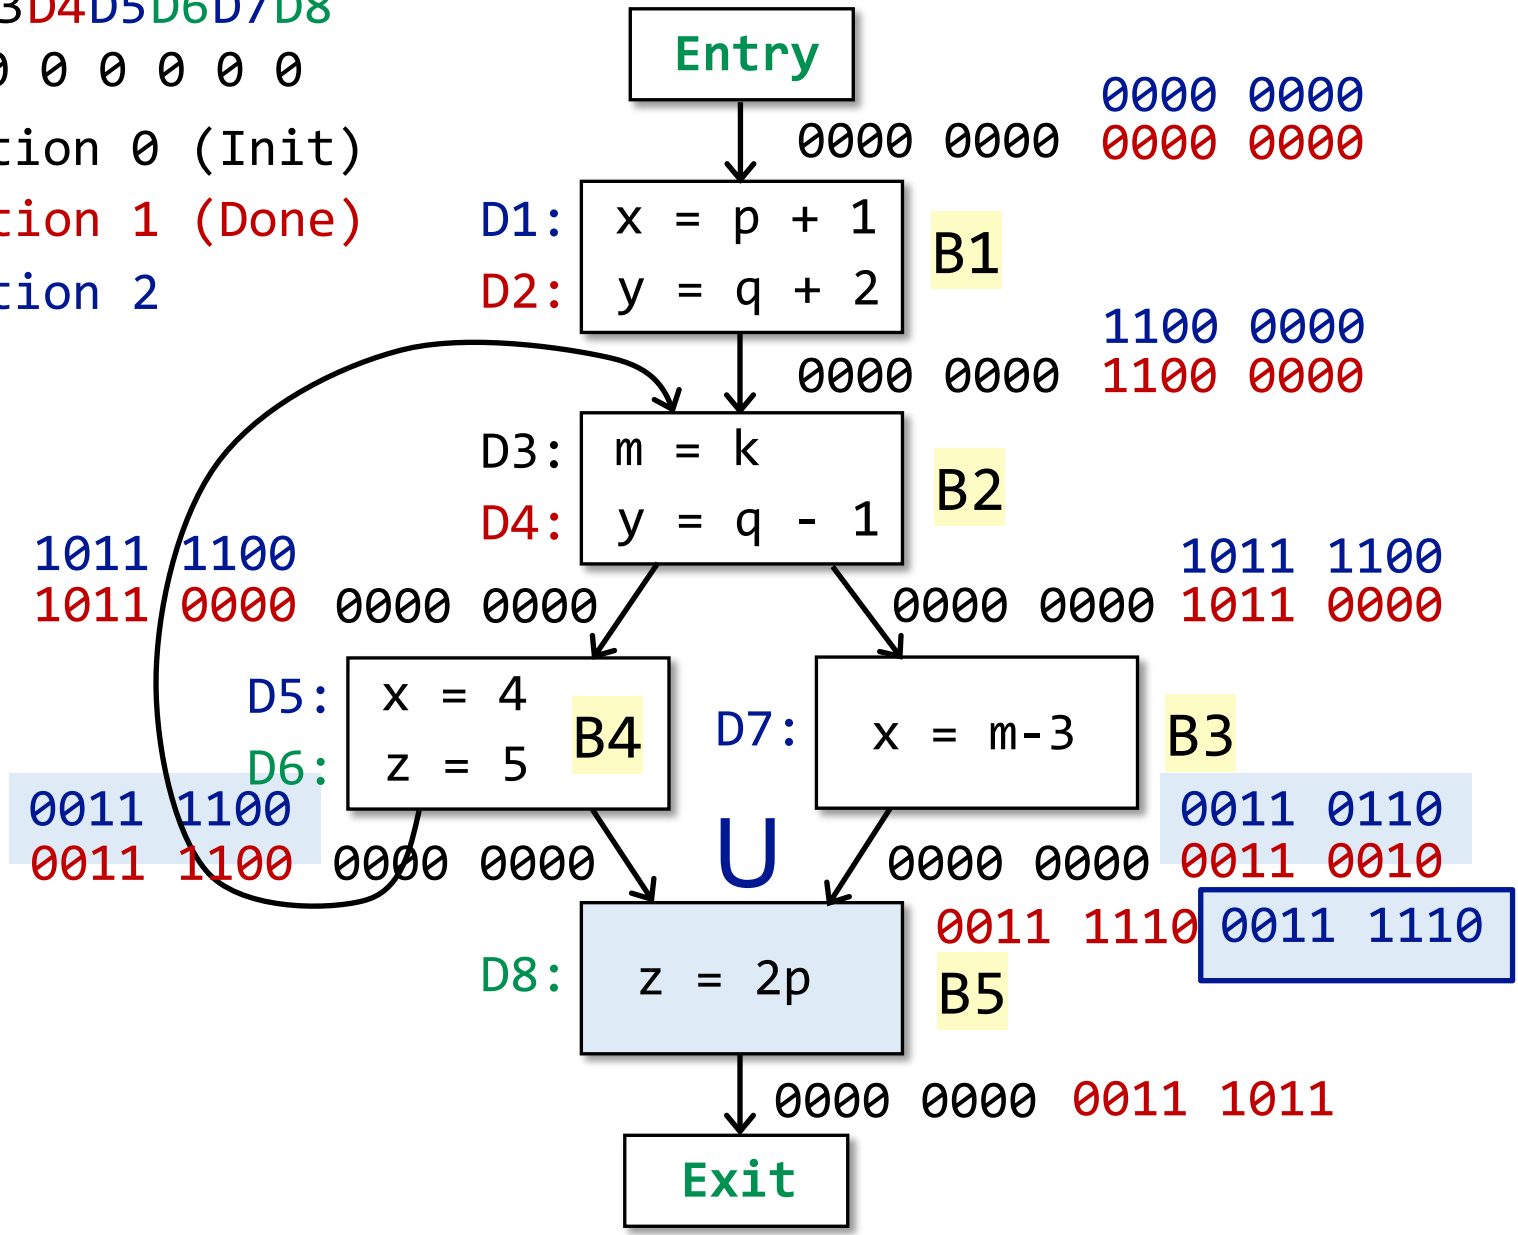 3D4D5D6D7D8
0 0 0 0 0 0
tion 0 (Init)
tion 1 (Done)
tion 2
Entry
0000 0000
0000 0000 0000 0000
D1: x = p + 1
D2: y = q + 2
B1
1100 0000
0000 0000 1100 0000
D3: m = k
D4: y = q - 1
B2
1011 1100
1011 0000 0000 0000
1011 1100
0000 0000 1011 0010
D5: x = 4
D6: z = 5
B4
D7: x = m-3
B3
0011 1100
0011 1100 0000 0000
U
0011 0110
0000 0000 0011 0010
0011 1110 0011 1110
D8: z = 2p
B5
0000 0000 0011 1011
Exit